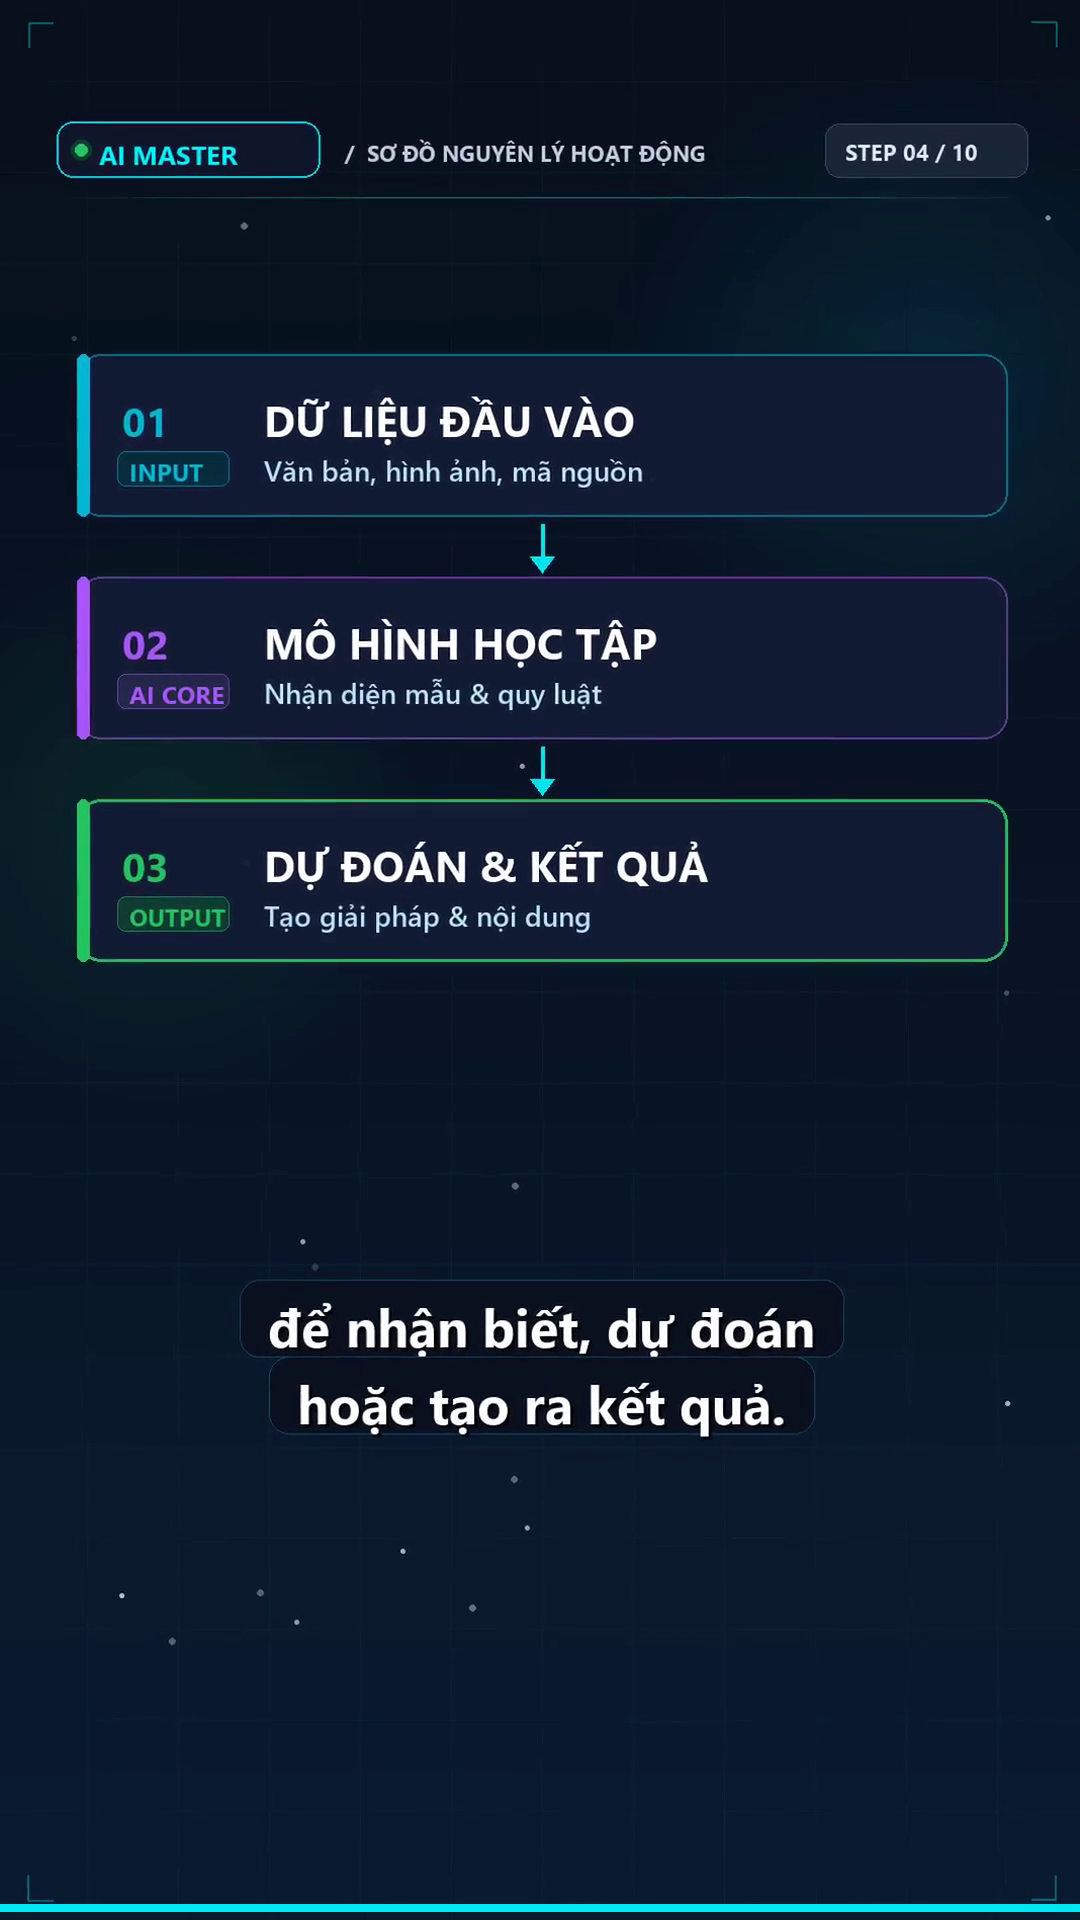 AI MASTER / SƠ ĐỒ NGUYÊN LÝ HOẠT ĐỘNG STEP 04 / 10
01 DỮ LIỆU ĐẦU VÀO
INPUT Văn bản, hình ảnh, mã nguồn
02 MÔ HÌNH HỌC TẬP
AI CORE Nhận diện mẫu & quy luật
03 DỰ ĐOÁN & KẾT QUẢ
OUTPUT Tạo giải pháp & nội dung
để nhận biết, dự đoán
hoặc tạo ra kết quả.